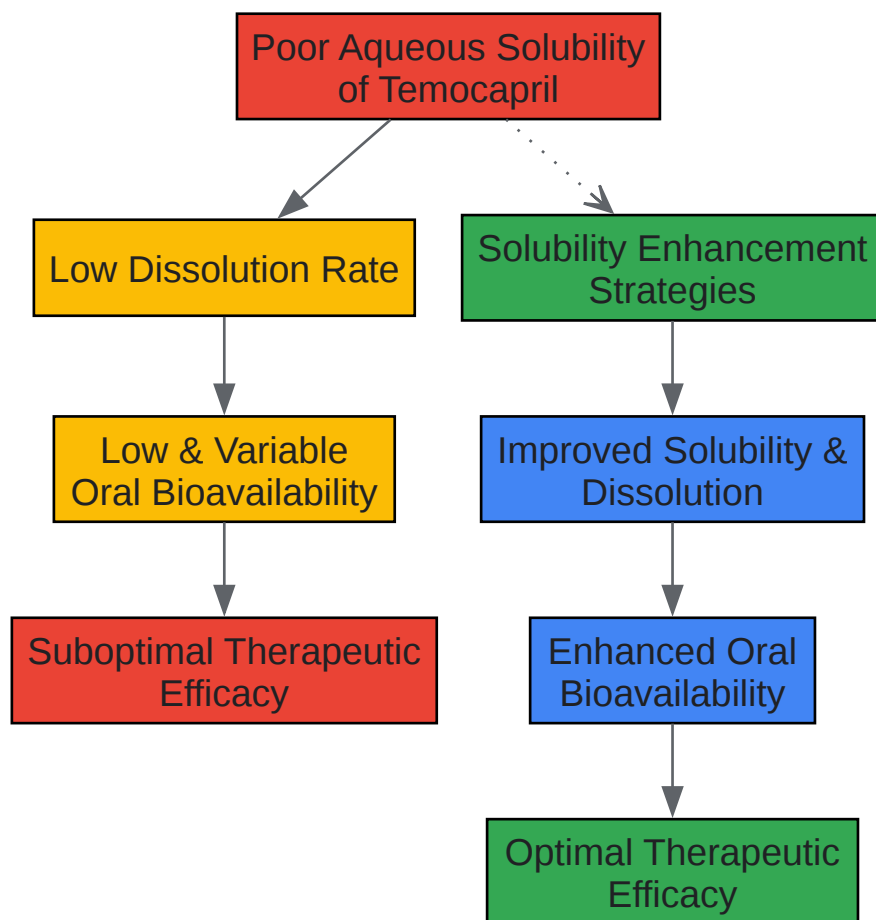 Poor Aqueous Solubility
of Temocapril
Low Dissolution Rate
Solubility Enhancement
Strategies
Low & Variable
Oral Bioavailability
Improved Solubility &
Dissolution
Suboptimal Therapeutic
Efficacy
Enhanced Oral
Bioavailability
Optimal Therapeutic
Efficacy